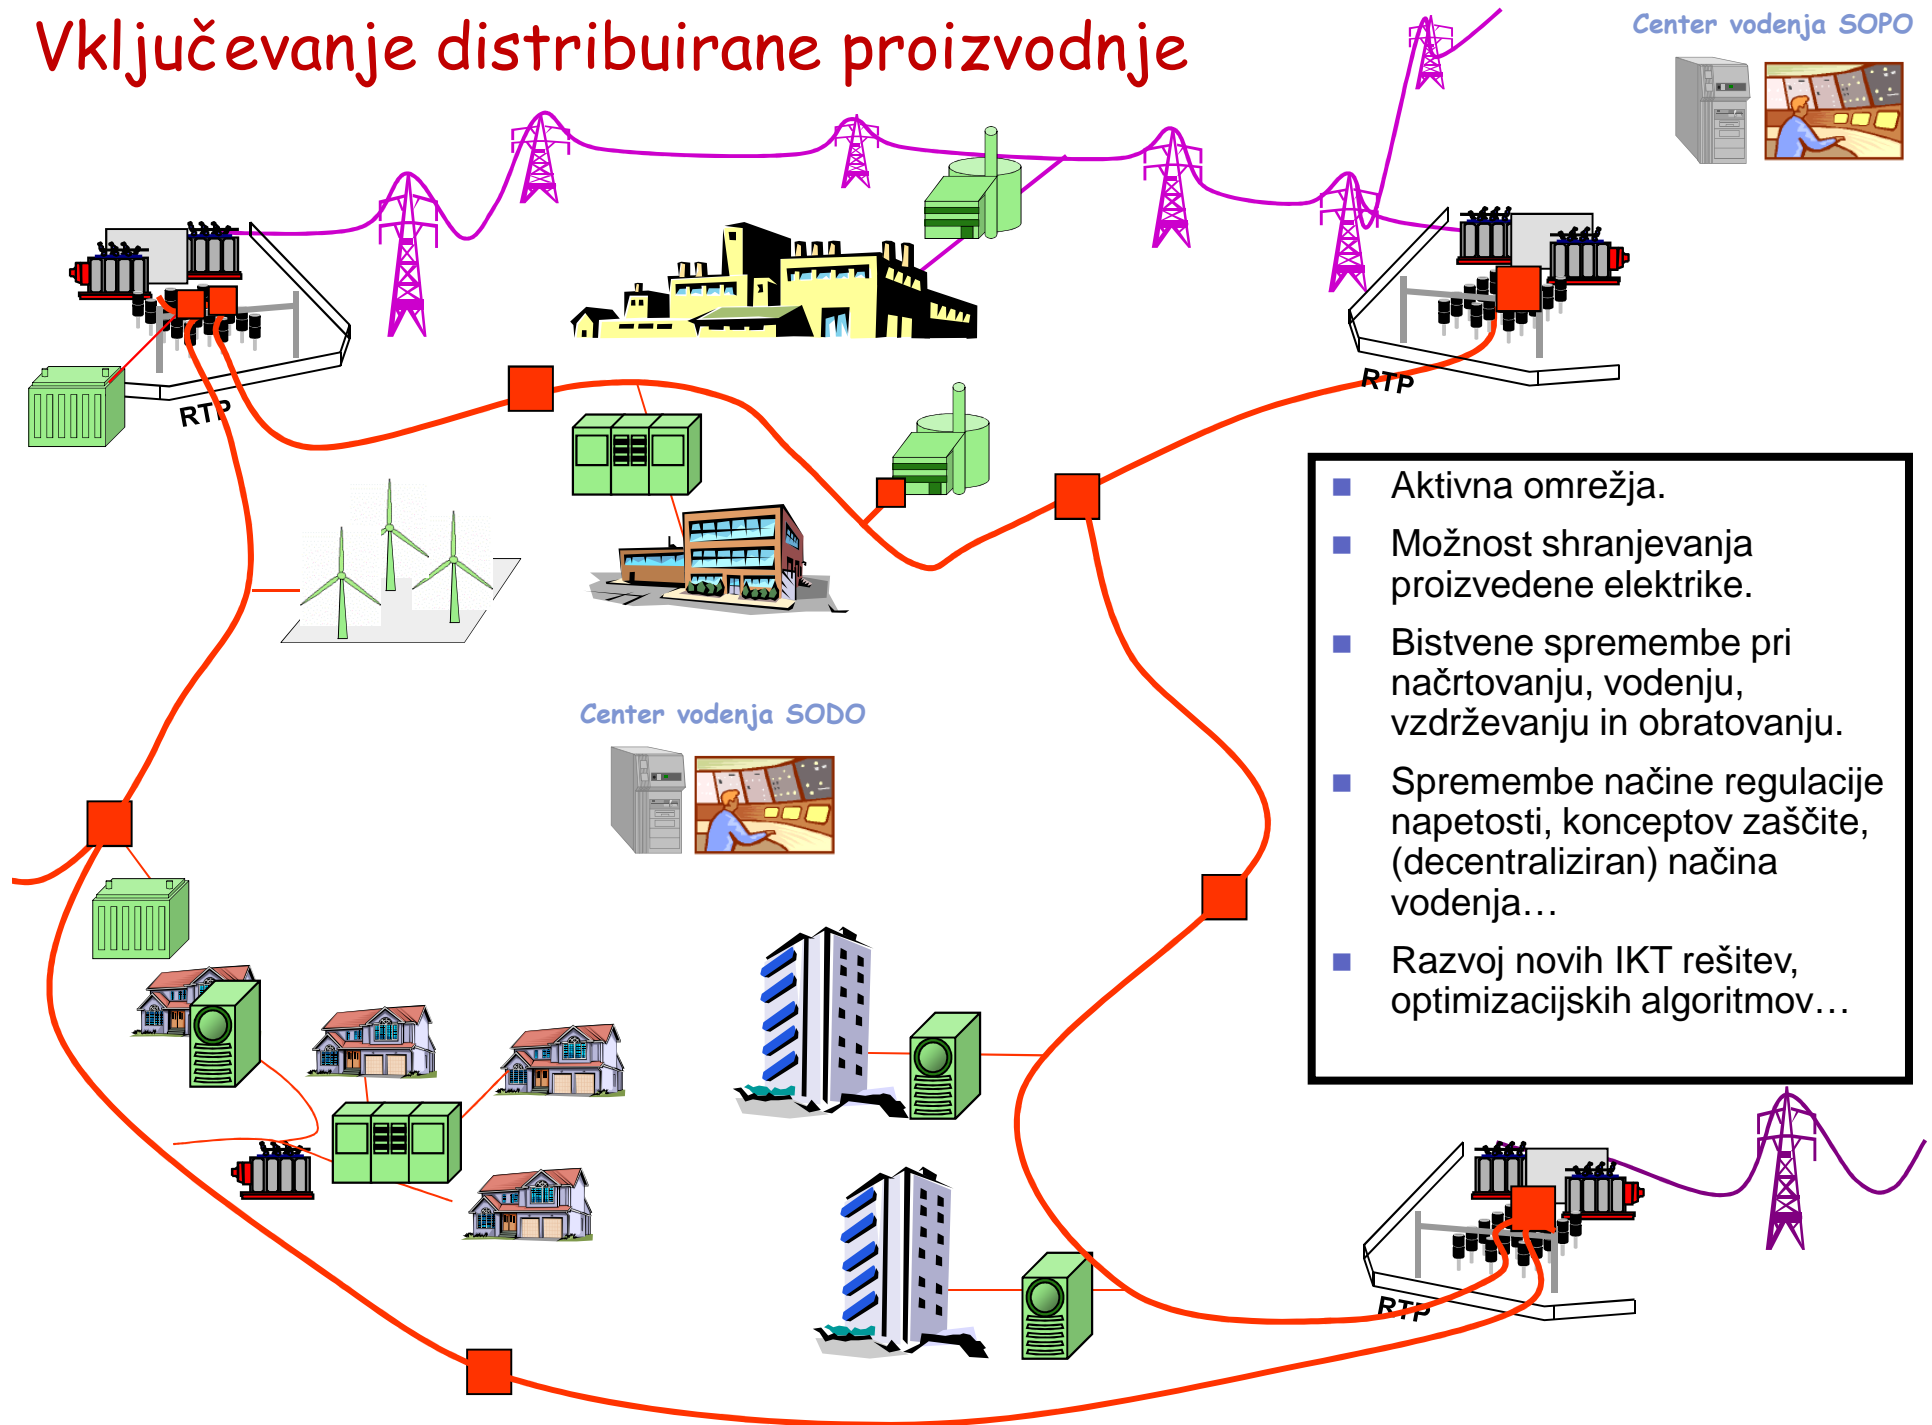 Vključevanje distribuirane proizvodnje
Center vodenja SOPO
RTP
RTP
Aktivna omrežja.
Možnost shranjevanja
proizvedene elektrike.
Bistvene spremembe pri
načrtovanju, vodenju,
vzdrževanju in obratovanju.
Spremembe načine regulacije
napetosti, konceptov zaščite,
(decentraliziran) načina
vodenja…
Razvoj novih IKT rešitev,
optimizacijskih algoritmov…
Center vodenja SODO
RTP